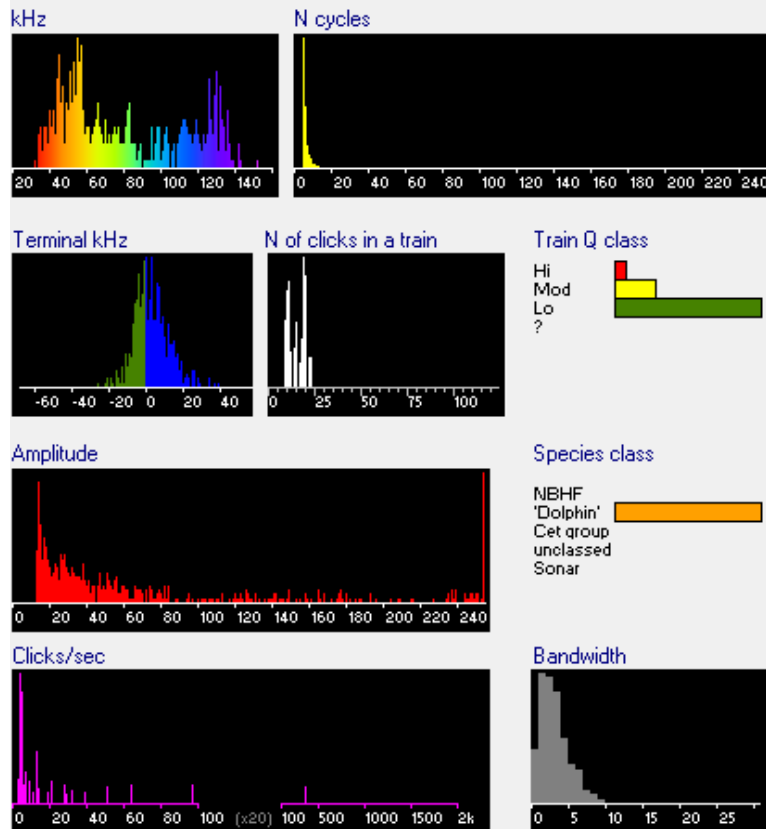 kHz
N cycles
20 40 60 80 100 120 140
0 20 40 60 80 100 120 140 160 180 200 220 240
Terminal kHz
N of clicks in a train
Train Q class
Hi
Mod
Lo
?
-60 -40 -20 0 20 40
0 25 50 75 100
Amplitude
Species class
NBHF
'Dolphin'
Cet group
unclassed
Sonar
0 20 40 60 80 100 120 140 160 180 200 220 240
Clicks/sec
Bandwidth
0 20 40 60 80 100 (x20) 100 500 1000 1500 2k
0 5 10 15 20 25